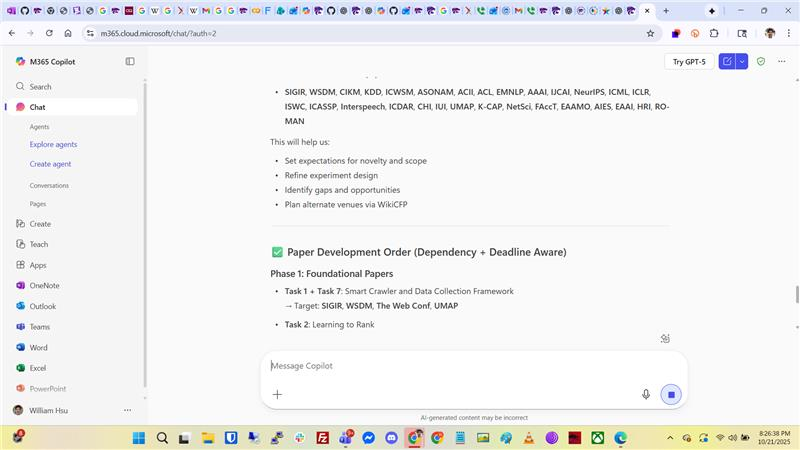 m365.cloud.microsoft/chat/?auth=2
M365 Copilot
Try GPT-5
Search
Chat
Agents
Explore agents
Create agent
Conversations
Pages
Create
Teach
Apps
OneNote
Outlook
Teams
Word
Excel
PowerPoint
William Hsu
• SIGIR, WSDM, CIKM, KDD, ICWSM, ASONAM, ACII, ACL, EMNLP, AAAI, IJCAI, NeurIPS, ICML, ICLR,
ISWC, ICASSP, Interspeech, ICDAR, CHI, IUI, UMAP, K-CAP, NetSci, FAccT, EAAMO, AIES, EAAI, HRI, RO-
MAN
This will help us:
• Set expectations for novelty and scope
• Refine experiment design
• Identify gaps and opportunities
• Plan alternate venues via WikiCFP
✅ Paper Development Order (Dependency + Deadline Aware)
Phase 1: Foundational Papers
• Task 1 + Task 7: Smart Crawler and Data Collection Framework
→ Target: SIGIR, WSDM, The Web Conf, UMAP
• Task 2: Learning to Rank
Message Copilot
AI-generated content may be incorrect
8:26:38 PM
10/21/2025